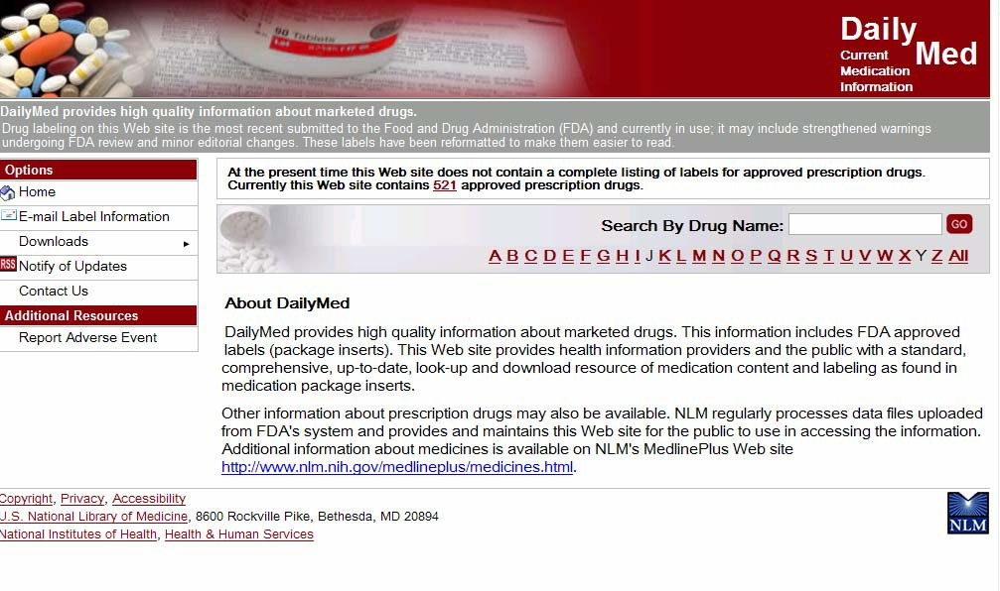 90 Tablets
Daily
Med
Current
Medication
Information
DailyMed provides high quality information about marketed drugs.
Drug labeling on this Web site is the most recent submitted to the Food and Drug Administration (FDA) and currently in use; it may include strengthened warnings
undergoing FDA review and minor editorial changes. These labels have been reformatted to make them easier to read.
Options
Home
E-mail Label Information
Downloads
RSS Notify of Updates
Contact Us
Additional Resources
Report Adverse Event
At the present time this Web site does not contain a complete listing of labels for approved prescription drugs.
Currently this Web site contains 521 approved prescription drugs.
Search By Drug Name: GO
A B C D E F G H I J K L M N O P Q R S T U V W X Y Z All
About DailyMed
DailyMed provides high quality information about marketed drugs. This information includes FDA approved
labels (package inserts). This Web site provides health information providers and the public with a standard,
comprehensive, up-to-date, look-up and download resource of medication content and labeling as found in
medication package inserts.
Other information about prescription drugs may also be available. NLM regularly processes data files uploaded
from FDA's system and provides and maintains this Web site for the public to use in accessing the information.
Additional information about medicines is available on NLM's MedlinePlus Web site
http://www.nlm.nih.gov/medlineplus/medicines.html.
Copyright, Privacy, Accessibility
U.S. National Library of Medicine, 8600 Rockville Pike, Bethesda, MD 20894
National Institutes of Health, Health & Human Services
NLM